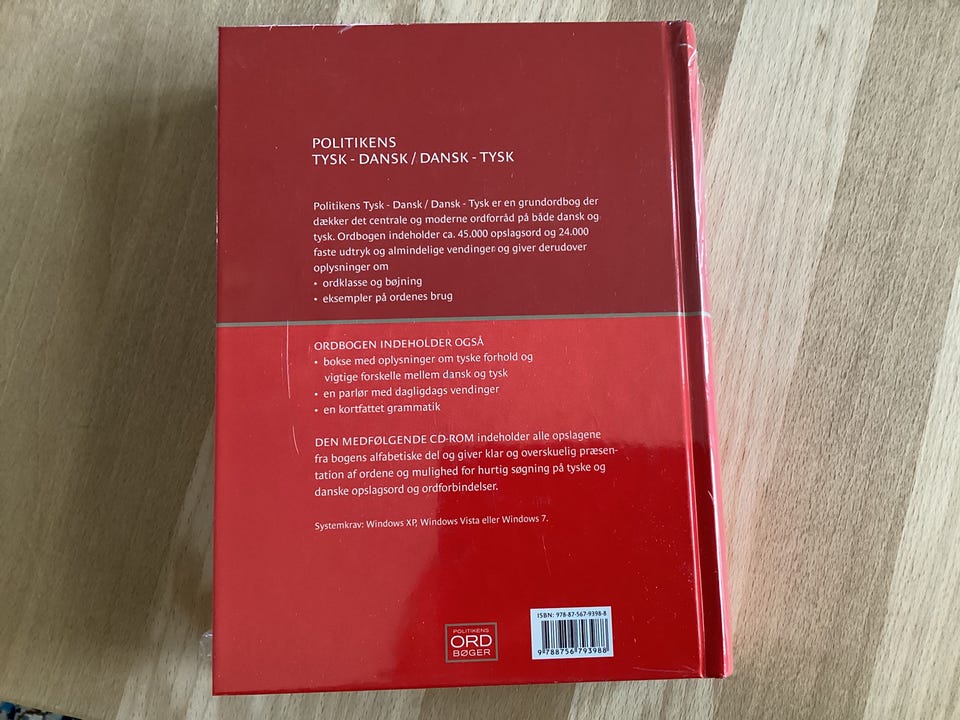 POLITIKENS
TYSK - DANSK / DANSK - TYSK
Politikens Tysk - Dansk / Dansk - Tysk er en grundordbog der
dækker det centrale og moderne ordforråd på både dansk og
tysk. Ordbogen indeholder ca. 45.000 opslagsord og 24.000
faste udtryk og almindelige vendinger og giver derudover
oplysninger om
• ordklasse og bøjning
• eksempler på ordenes brug
ORDBOGEN INDEHOLDER OGSÅ
• bokse med oplysninger om tyske forhold og
vigtige forskelle mellem dansk og tysk
• en parlør med dagligdags vendinger
• en kortfattet grammatik
DEN MEDFØLGENDE CD-ROM indeholder alle opslagene
fra bogens alfabetiske del og giver klar og overskuelig præsen-
tation af ordene og mulighed for hurtig søgning på tyske og
danske opslagsord og ordforbindelser.
Systemkrav: Windows XP, Windows Vista eller Windows 7.
POLITIKENS
ORD
BØGER
ISBN: 978-87-567-9398-8
9 788756 793988